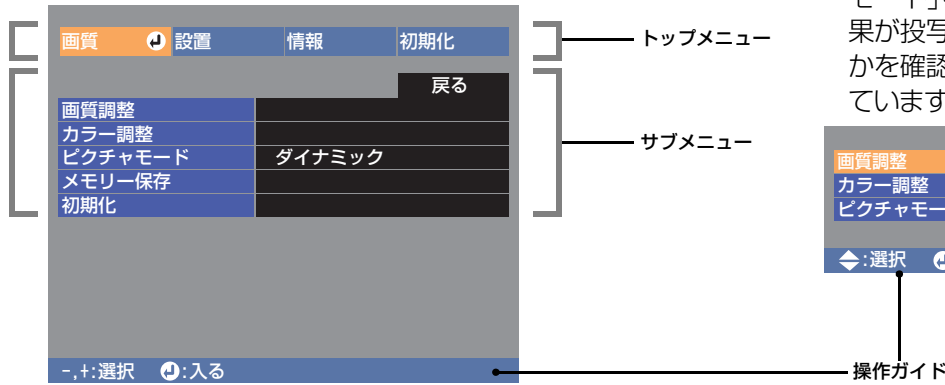 画質 設置 情報 初期化
トップメニュー
戻る
画質調整
カラー調整
ピクチャモード ダイナミック
サブメニュー
メモリー保存
初期化
-,+:選択 :入る
果が投写
かを確認
ています
画質調整
カラー調整
ピクチャモー
:選択
操作ガイド